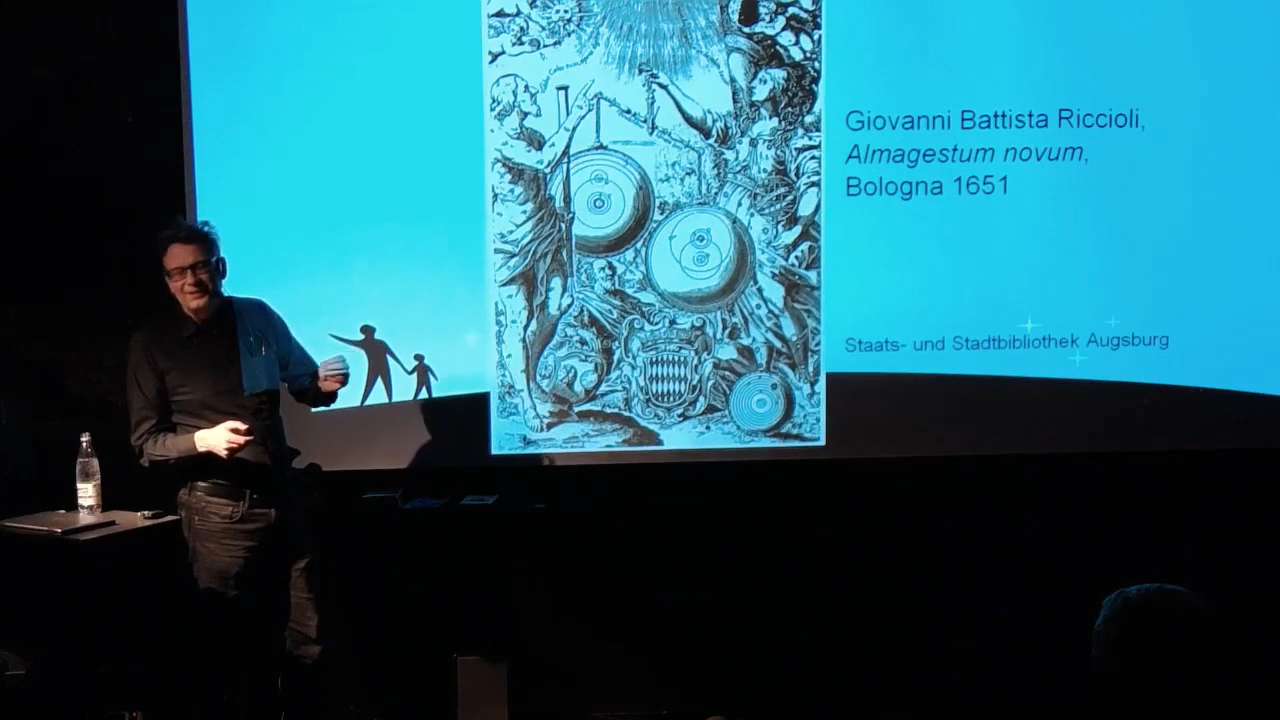 Giovanni Battista Riccioli,
Almagestum novum,
Bologna 1651
Staats- und Stadtbibliothek Augsburg